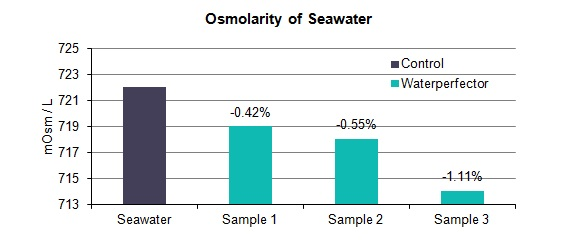 Osmolarity of Seawater
725
723
721
719
717
715
713
mOsm / L
Control
Waterperfector
-0.42%
-0.55%
-1.11%
Seawater
Sample 1
Sample 2
Sample 3